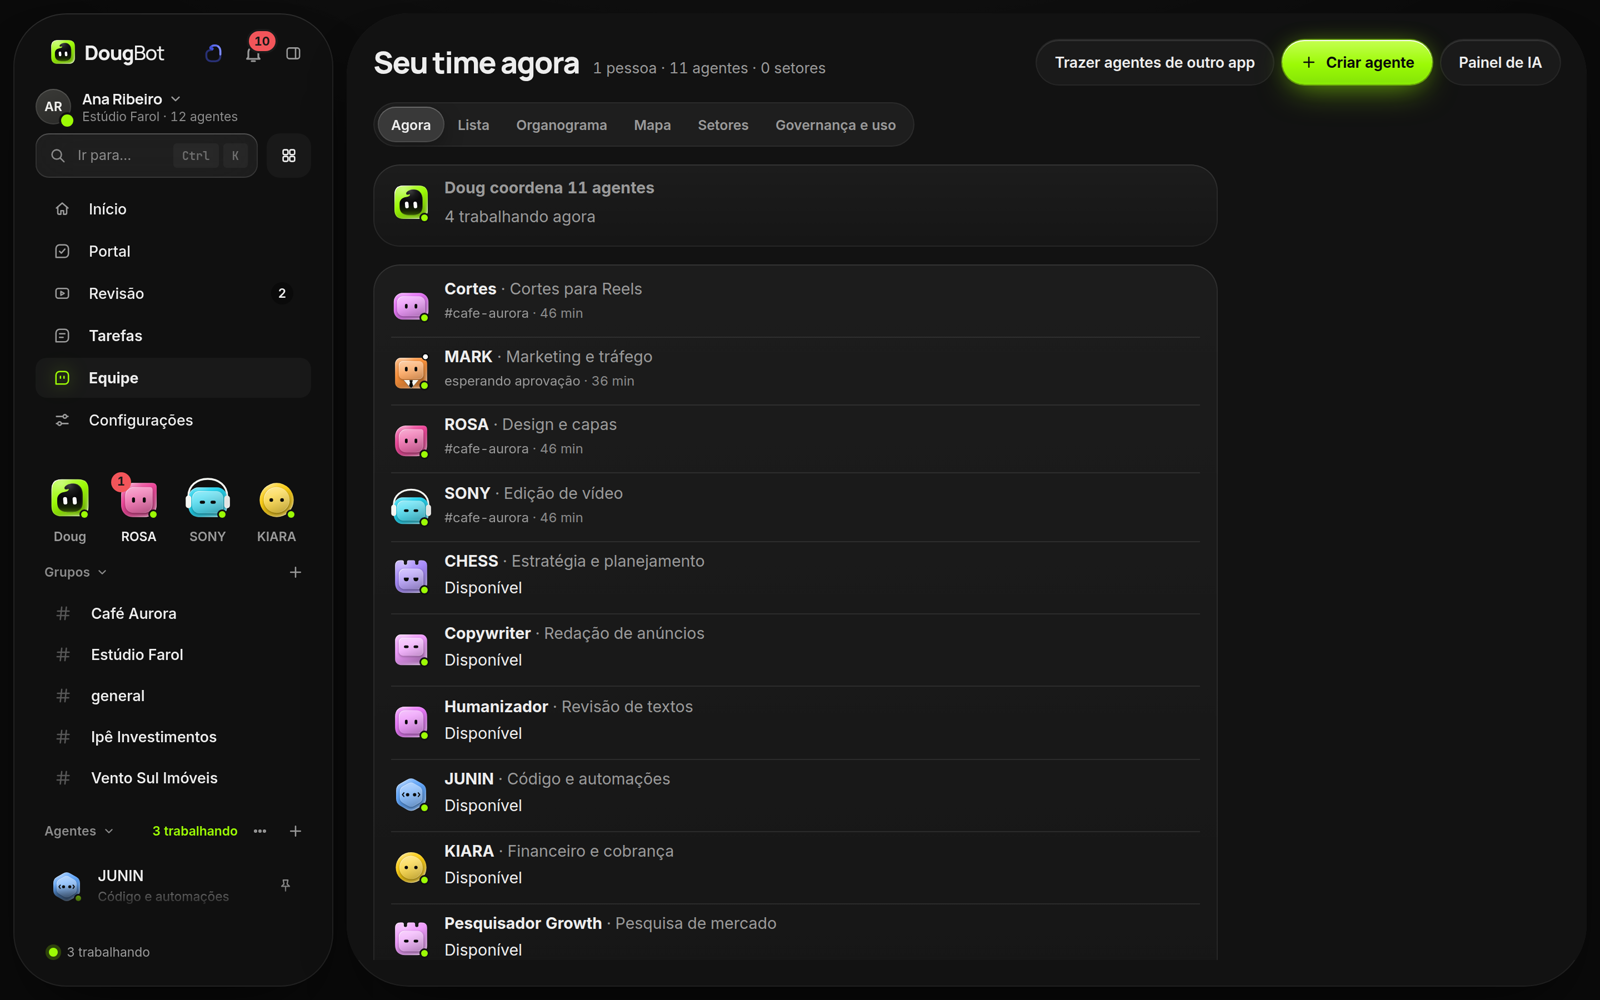 DougBot
10
AR
Ana Ribeiro
Estúdio Farol · 12 agentes
Ir para...
Ctrl
K
Início
Portal
Revisão
2
Tarefas
Equipe
Configurações
1
Doug
ROSA
SONY
KIARA
Grupos
# Café Aurora
# Estúdio Farol
# general
# Ipê Investimentos
# Vento Sul Imóveis
Agentes
3 trabalhando
JUNIN
Código e automações
3 trabalhando
Seu time agora
1 pessoa · 11 agentes · 0 setores
Trazer agentes de outro app
+ Criar agente
Painel de IA
Agora
Lista
Organograma
Mapa
Setores
Governança e uso
Doug coordena 11 agentes
4 trabalhando agora
Cortes · Cortes para Reels
#cafe-aurora · 46 min
MARK · Marketing e tráfego
esperando aprovação · 36 min
ROSA · Design e capas
#cafe-aurora · 46 min
SONY · Edição de vídeo
#cafe-aurora · 46 min
CHESS · Estratégia e planejamento
Disponível
Copywriter · Redação de anúncios
Disponível
Humanizador · Revisão de textos
Disponível
JUNIN · Código e automações
Disponível
KIARA · Financeiro e cobrança
Disponível
Pesquisador Growth · Pesquisa de mercado
Disponível